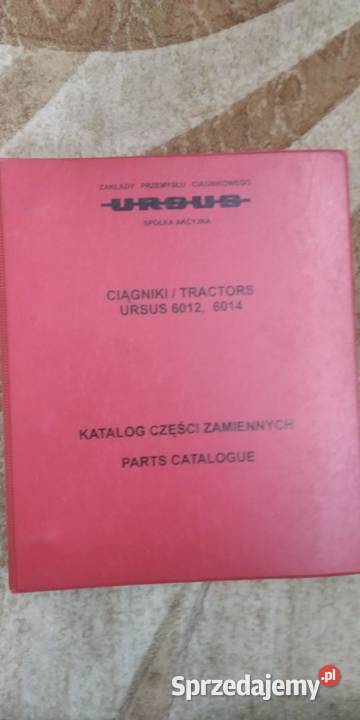 ZAKŁADY PRZEMYSŁU CIĄGNIKOWEGO
URSUS
SPÓŁKA AKCYJNA
CIĄGNIKI / TRACTORS
URSUS 6012, 6014
KATALOG CZĘŚCI ZAMIENNYCH
PARTS CATALOGUE
Sprzedajemy.pl